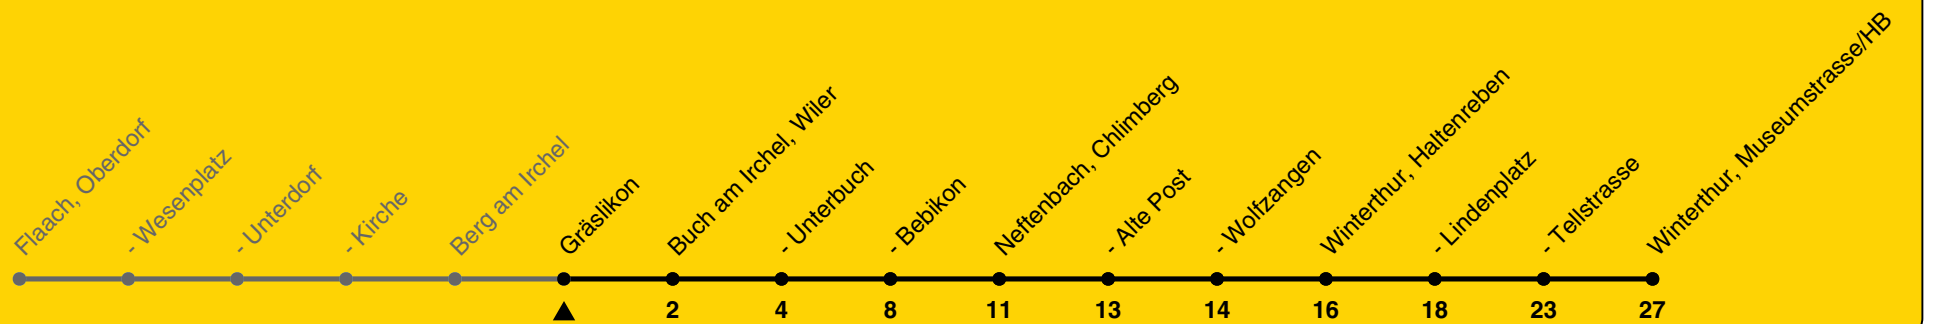 Flaach, Oberdorf
- Wesenplatz
- Unterdorf
- Kirche
Berg am Irchel
Gräslikon
Buch am Irchel, Wiler
- Unterbuch
- Bebikon
Neftenbach, Chlimberg
- Alte Post
- Wolfzangen
Winterthur, Haltenreben
- Lindenplatz
- Tellstrasse
Winterthur, Museumstrasse/HB
2 4 8 11 13 14 16 18 23 27